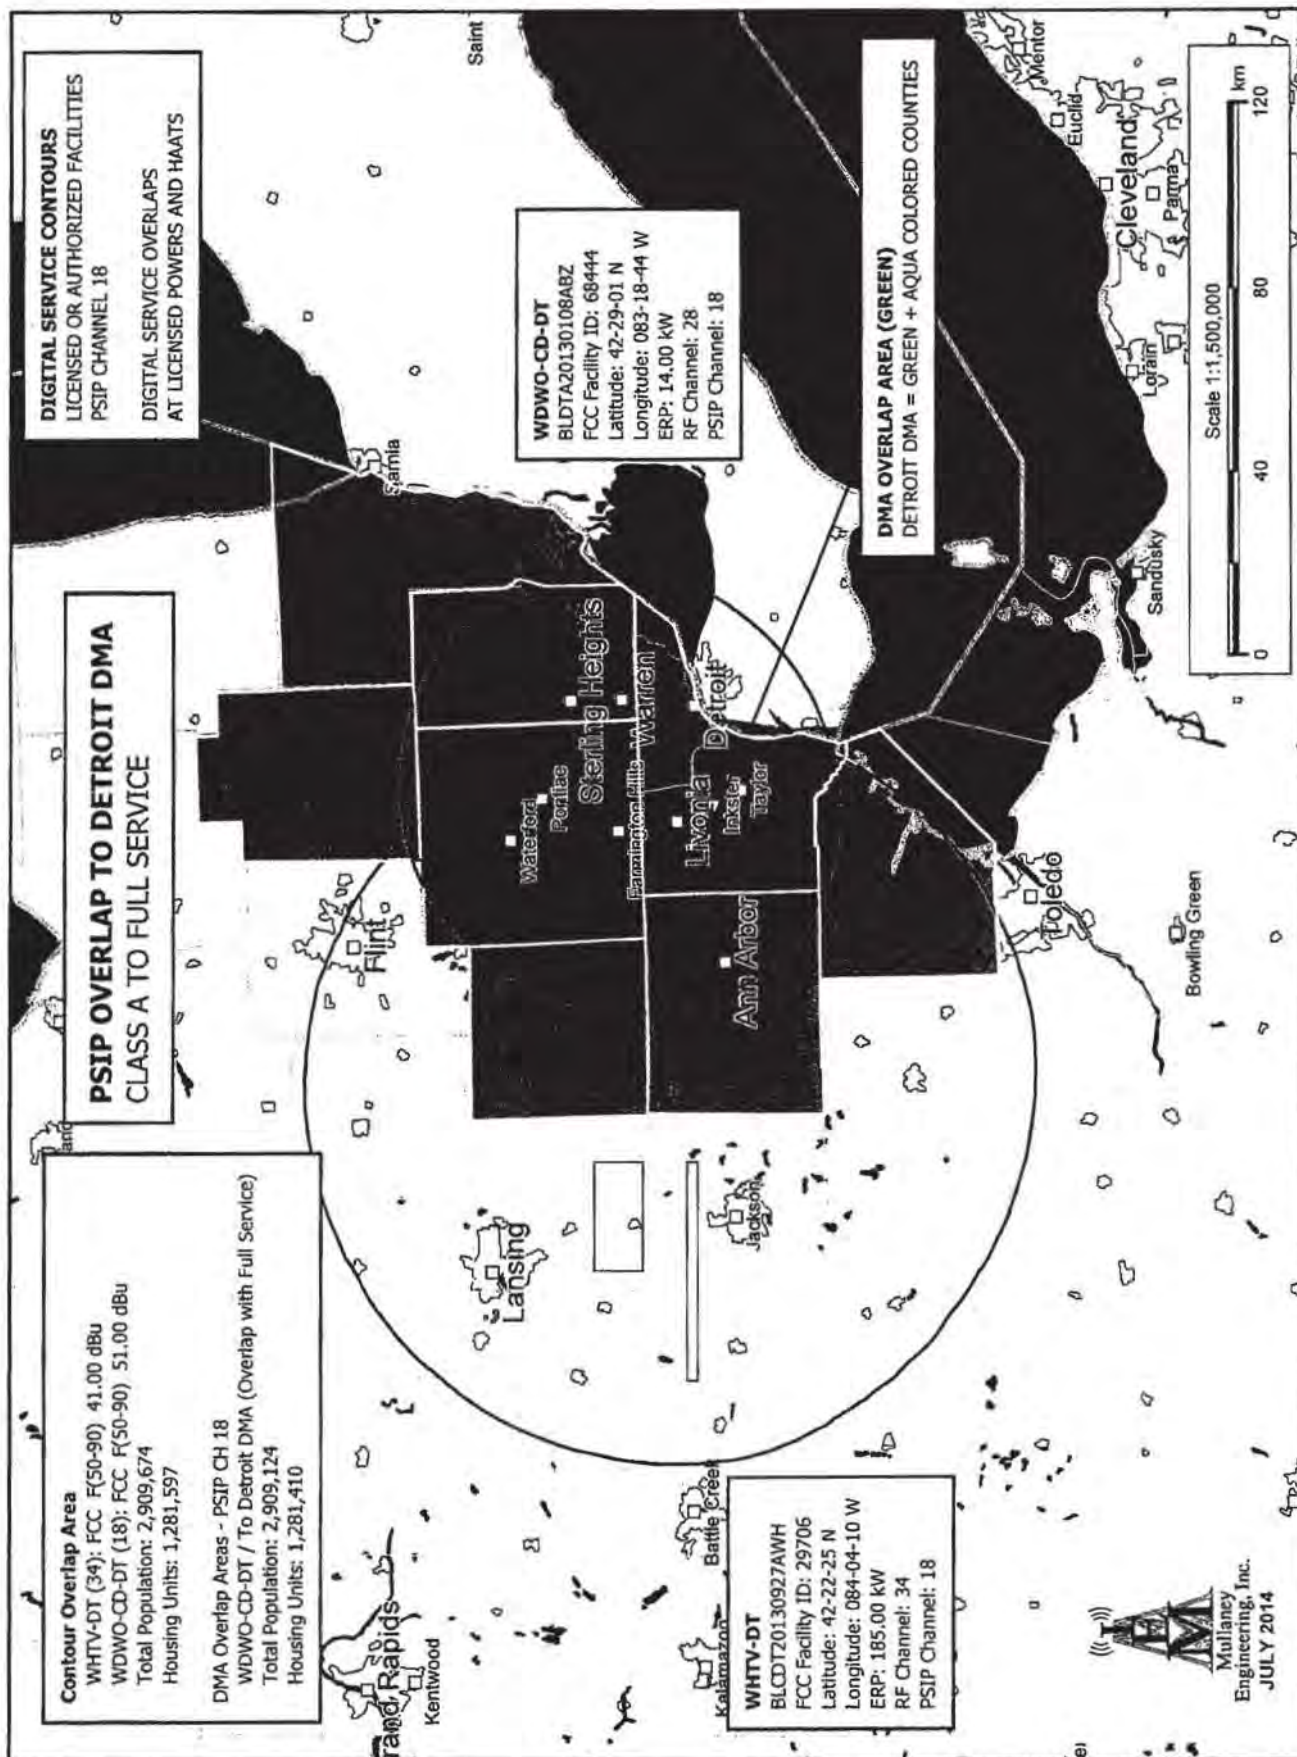 PSIP OVERLAP TO DETROIT DMA
CLASS A TO FULL SERVICE
Contour Overlap Area
WHTV-DT (34): FCC F(50-90) 41.00 dBu
WDWO-CD-DT (18): FCC F(50-90) 51.00 dBu
Total Population: 2,909,674
Housing Units: 1,281,597
DMA Overlap Areas - PSIP CH 18
WDWO-CD-DT / To Detroit DMA (Overlap with Full Service)
Total Population: 2,909,124
Housing Units: 1,281,410
DIGITAL SERVICE CONTOURS
LICENSED OR AUTHORIZED FACILITIES
PSIP CHANNEL 18
DIGITAL SERVICE OVERLAPS
AT LICENSED POWERS AND HAATS
WDWO-CD-DT
BLDTA20130108ABZ
FCC Facility ID: 68444
Latitude: 42-29-01 N
Longitude: 083-18-44 W
ERP: 14.00 kW
RF Channel: 28
PSIP Channel: 18
WHTV-DT
BLCDT20130927AWH
FCC Facility ID: 29706
Latitude: 42-22-25 N
Longitude: 084-04-10 W
ERP: 185.00 kW
RF Channel: 34
PSIP Channel: 18
DMA OVERLAP AREA (GREEN)
DETROIT DMA = GREEN + AQUA COLORED COUNTIES
rand Rapids
Kentwood
Lansing
Flint
Sarnia
Saint
Waterford
Pontiac
Sterling Heights
Farmington Hills
Warren
Livonia
Detroit
Inkster
Taylor
Ann Arbor
Kalamazoo
Battle Creek
Jackson
Toledo
Bowling Green
Sandusky
Lorain
Cleveland
Parma
Euclid
Mentor
Scale 1:1,500,000
0
40
80
120
km
Mullaney
Engineering, Inc.
JULY 2014